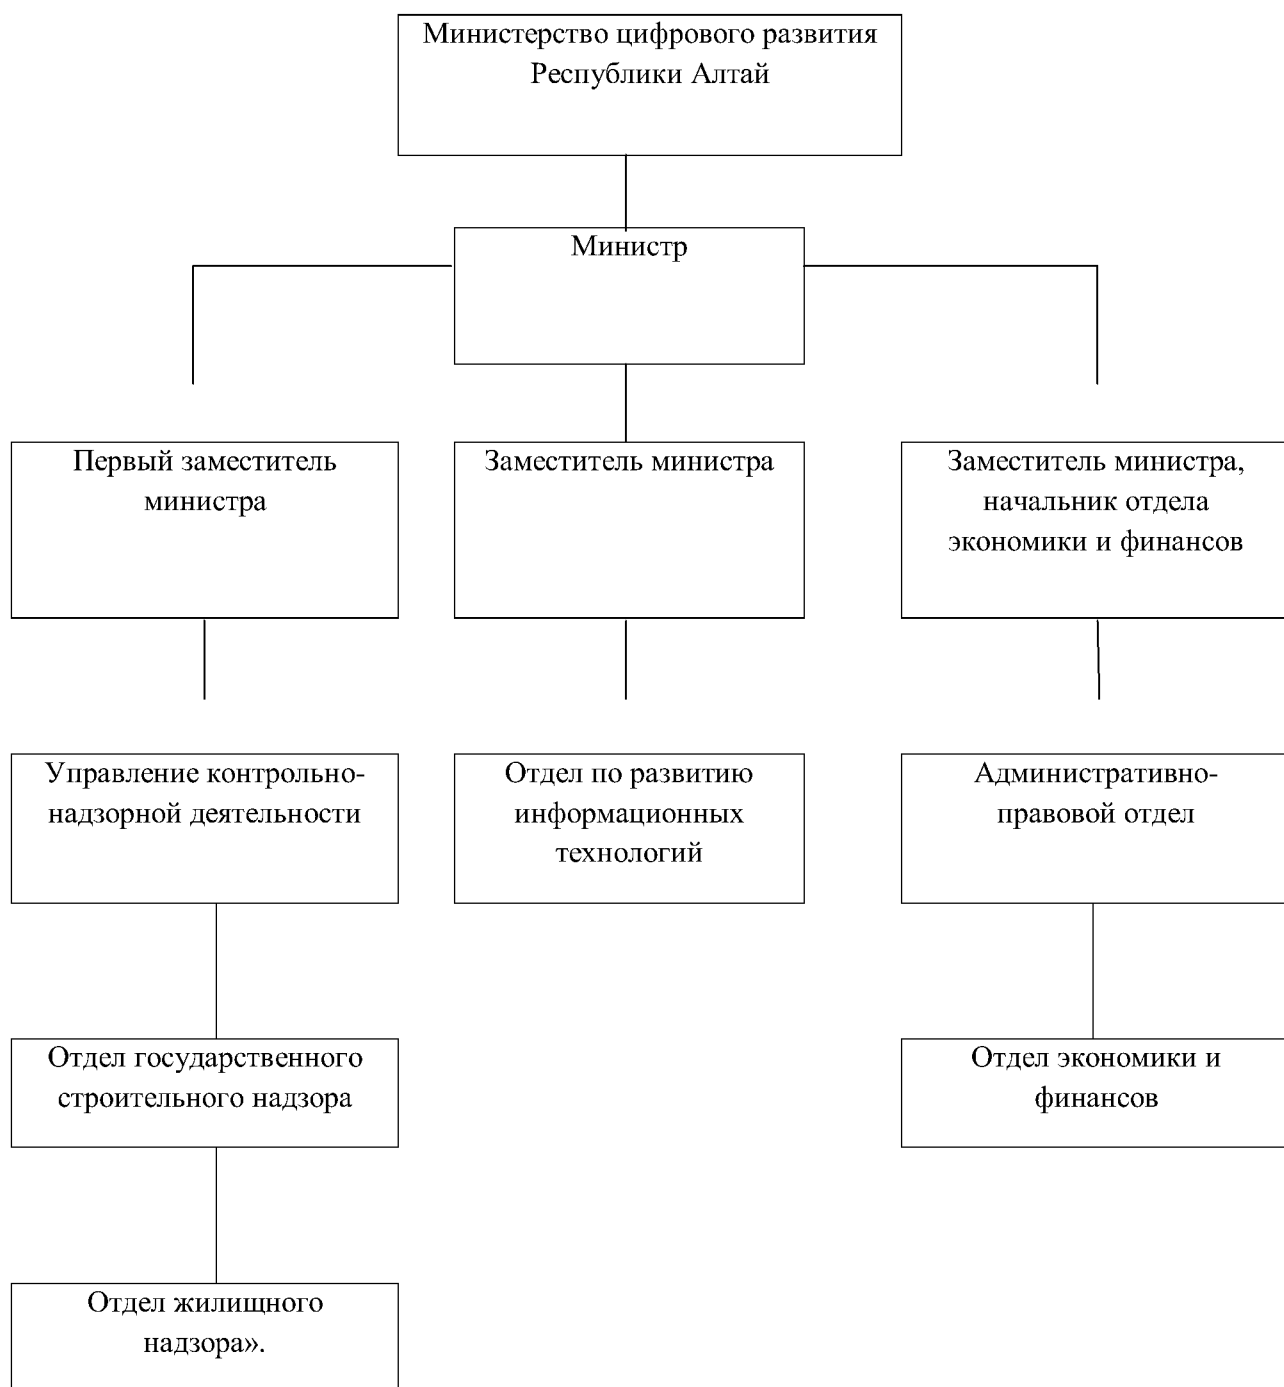 Министерство цифрового развития
Республики Алтай
Министр
Первый заместитель
министра
Заместитель министра
Заместитель министра,
начальник отдела
экономики и финансов
Управление контрольно-
надзорной деятельности
Отдел по развитию
информационных
технологий
Административно-
правовой отдел
Отдел государственного
строительного надзора
Отдел экономики и
финансов
Отдел жилищного
надзора».